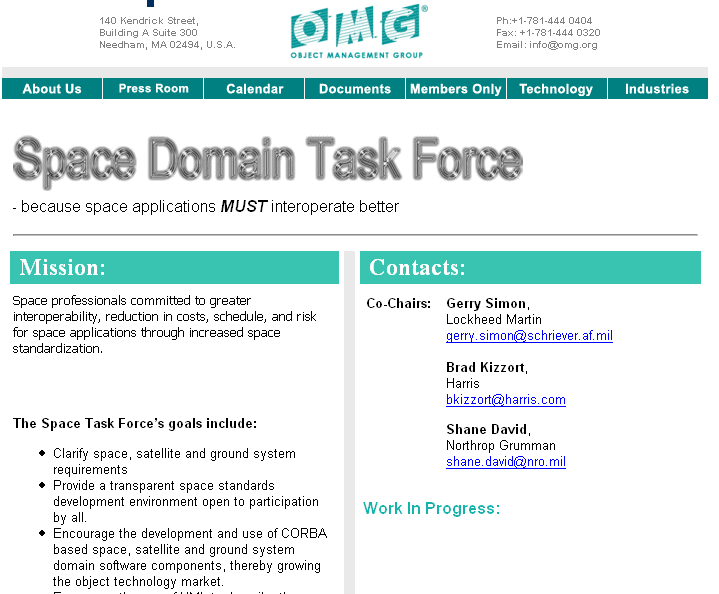 140 Kendrick Street,
Building A Suite 300
Needham, MA 02494, U.S.A.
OMG®
OBJECT MANAGEMENT GROUP
Ph:+1-781-444 0404
Fax: +1-781-444 0320
Email: info@omg.org
About Us Press Room Calendar Documents Members Only Technology Industries
Space Domain Task Force
- because space applications MUST interoperate better
Mission:
Space professionals committed to greater
interoperability, reduction in costs, schedule, and risk
for space applications through increased space
standardization.
The Space Task Force's goals include:
Clarify space, satellite and ground system
requirements
Provide a transparent space standards
development environment open to participation
by all.
Encourage the development and use of CORBA
based space, satellite and ground system
domain software components, thereby growing
the object technology market.
Contacts:
Co-Chairs: Gerry Simon,
Lockheed Martin
gerry.simon@schriever.af.mil
Brad Kizzort,
Harris
bkizzort@harris.com
Shane David,
Northrop Grumman
shane.david@nro.mil
Work In Progress: